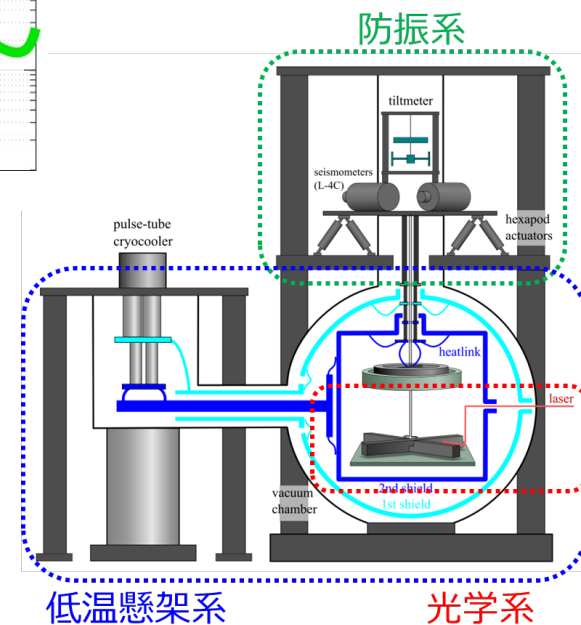 防振系
tiltmeter
seismometers
(L-4C)
hexapod
actuators
pulse-tube
cryocooler
heatlink
laser
2nd shield
1st shield
vacuum
chamber
低温懸架系
光学系